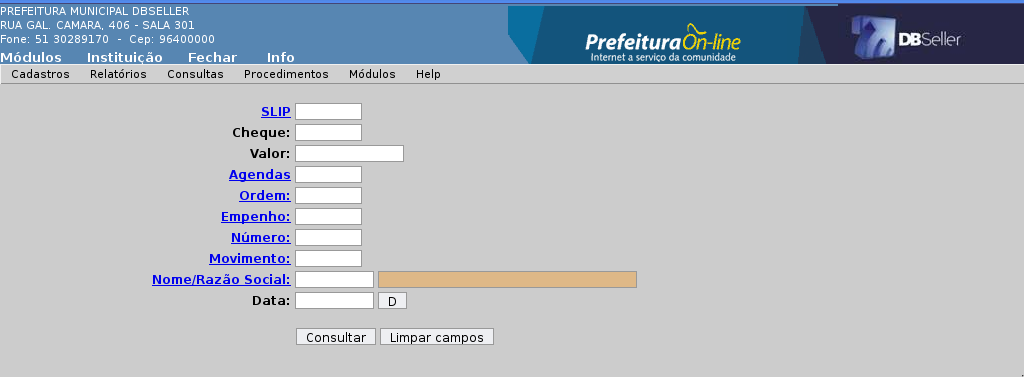 PREFEITURA MUNICIPAL DBSELLER
RUA GAL. CAMARA, 406 - SALA 301
Fone: 51 30289170 - Cep: 96400000
Módulos Instituição Fechar Info
PrefeituraOn-line
Internet a serviço da comunidade
DBSeller
Cadastros Relatórios Consultas Procedimentos Módulos Help
SLIP
Cheque:
Valor:
Agendas
Ordem:
Empenho:
Número:
Movimento:
Nome/Razão Social:
Data: D
Consultar Limpar campos